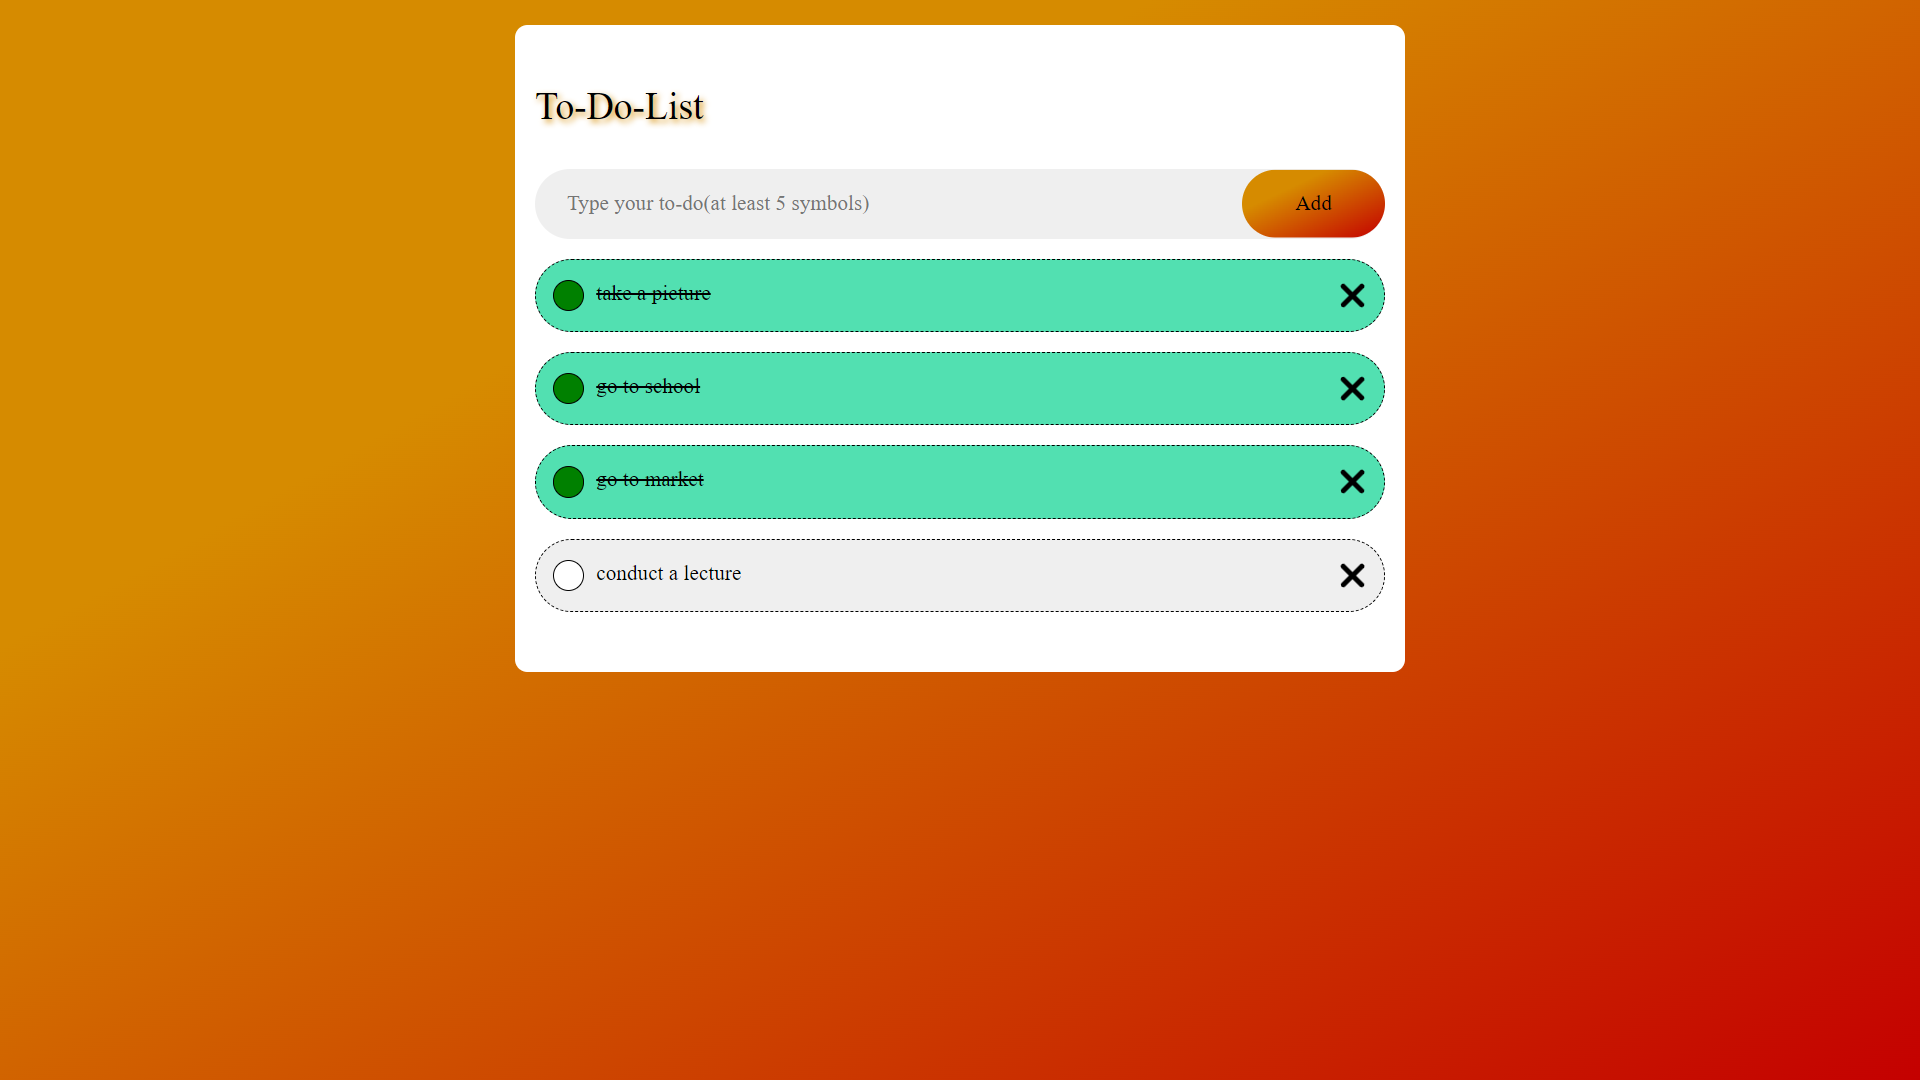 To-Do-List
Type your to-do(at least 5 symbols)
Add
take a picture
go to school
go to market
conduct a lecture